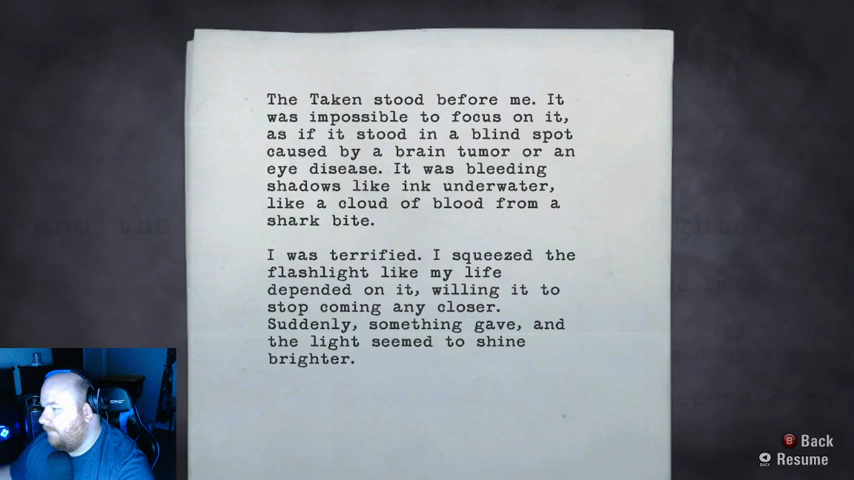 The Taken stood before me. It
was impossible to focus on it,
as if it stood in a blind spot
caused by a brain tumor or an
eye disease. It was bleeding
shadows like ink underwater,
like a cloud of blood from a
shark bite.
I was terrified. I squeezed the
flashlight like my life
depended on it, willing it to
stop coming any closer.
Suddenly, something gave, and
the light seemed to shine
brighter.
B Back
BACK Resume